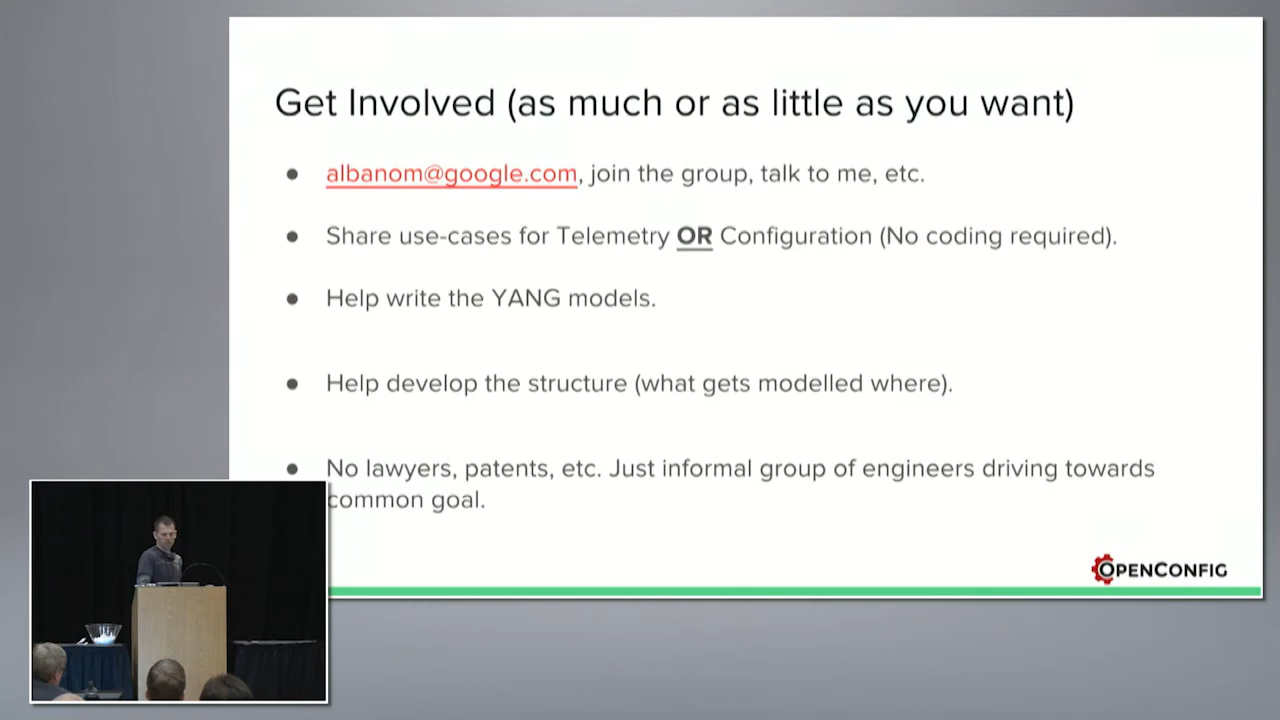 Get Involved (as much or as little as you want)
● albanom@google.com, join the group, talk to me, etc.
● Share use-cases for Telemetry OR Configuration (No coding required).
● Help write the YANG models.
● Help develop the structure (what gets modelled where).
● No lawyers, patents, etc. Just informal group of engineers driving towards
common goal.
OPENCONFIG